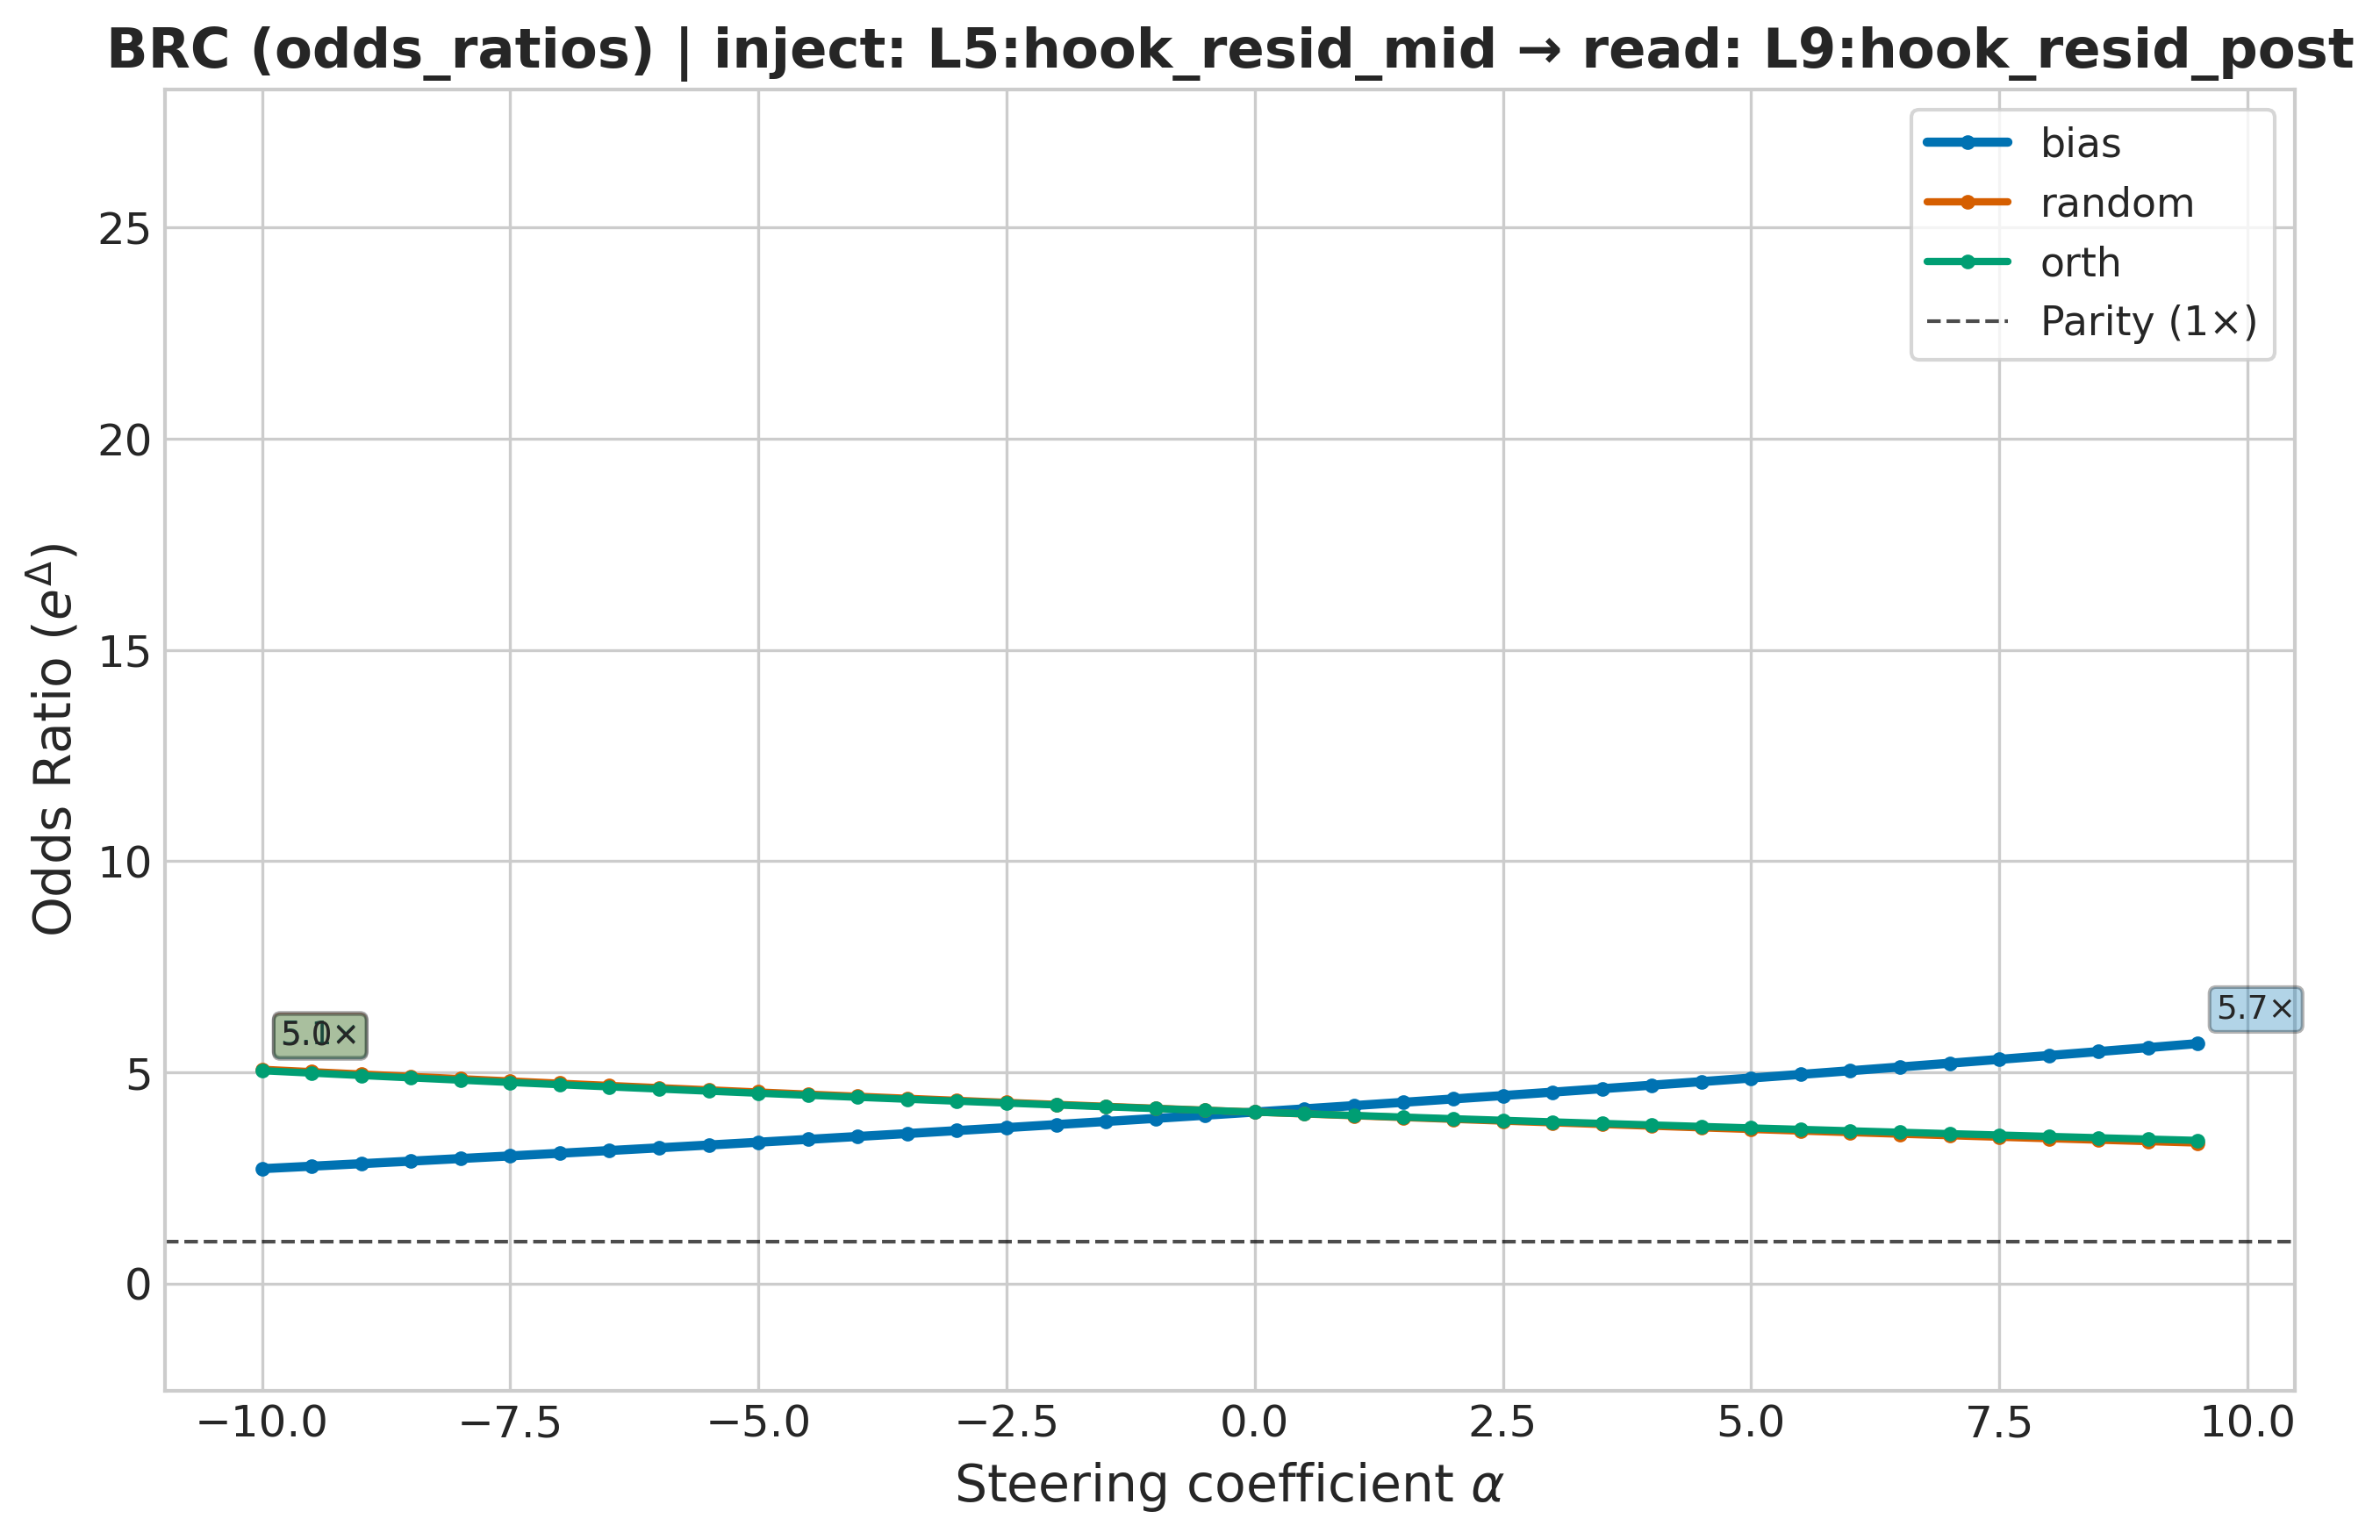 BRC (odds_ratios) | inject: L5:hook_resid_mid → read: L9:hook_resid_post
bias
random
orth
Parity (1×)
25
20
15
10
5
0
Odds Ratio (e^Δ)
5.7×
−10.0 −7.5 −5.0 −2.5 0.0 2.5 5.0 7.5 10.0
Steering coefficient α